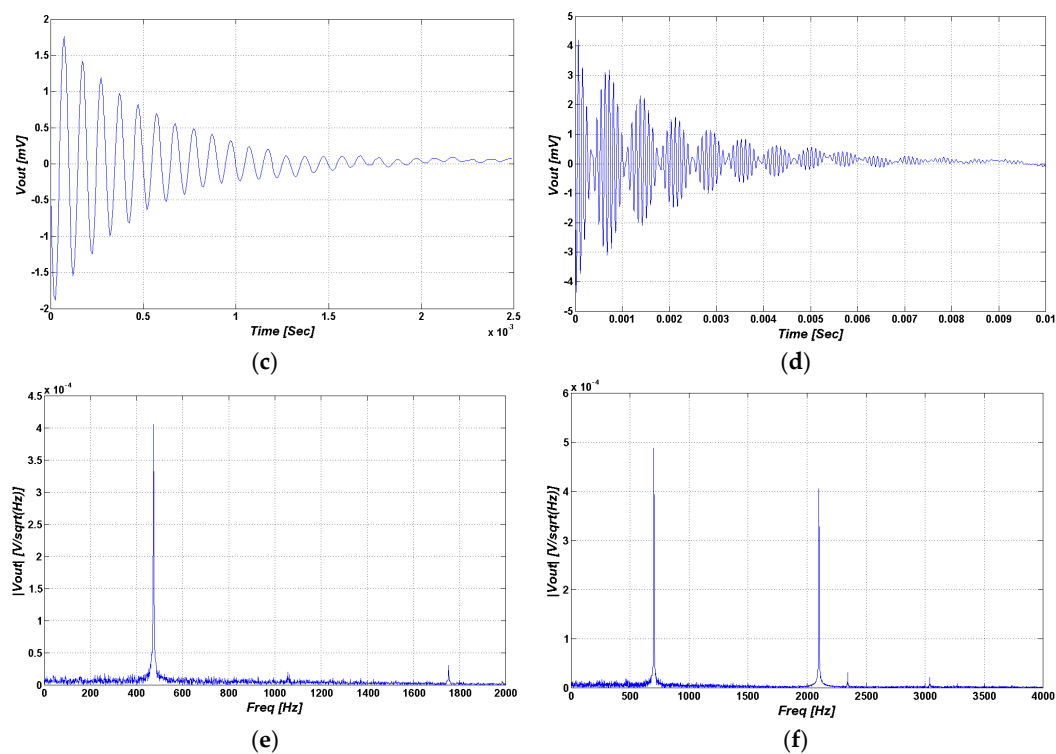 2
1.5
1
0.5
0
-0.5
-1
-1.5
-2
Vout [mV]
0 0.5 1 1.5 2 2.5
Time [Sec]
x 10⁻³
(c)
5
4
3
2
1
0
-1
-2
-3
-4
-5
Vout [mV]
0 0.001 0.002 0.003 0.004 0.005 0.006 0.007 0.008 0.009 0.01
Time [Sec]
(d)
x 10⁻⁴
4.5
4
3.5
3
2.5
2
1.5
1
0.5
0
|Vout| [V/sqrt(Hz)]
0 200 400 600 800 1000 1200 1400 1600 1800 2000
Freq [Hz]
(e)
x 10⁻⁴
6
5
4
3
2
1
0
|Vout| [V/sqrt(Hz)]
0 500 1000 1500 2000 2500 3000 3500 4000
Freq [Hz]
(f)